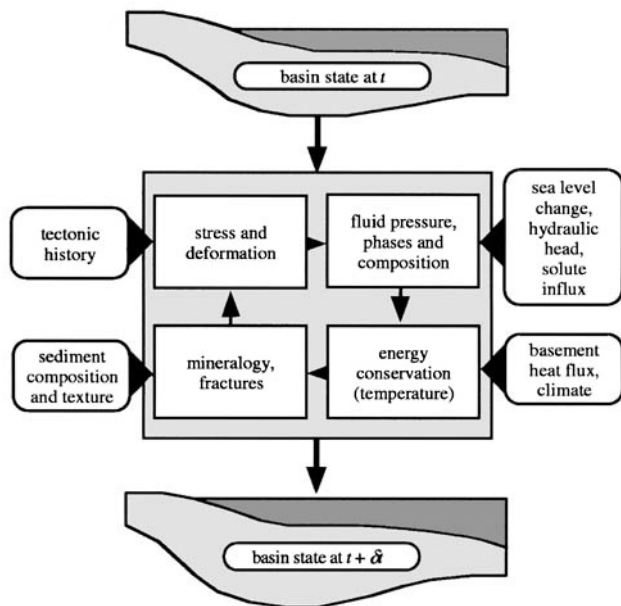 basin state at t
tectonic
history
stress and
deformation
fluid pressure,
phases and
composition
sea level
change,
hydraulic
head,
solute
influx
sediment
composition
and texture
mineralogy,
fractures
energy
conservation
(temperature)
basement
heat flux,
climate
basin state at t + δt